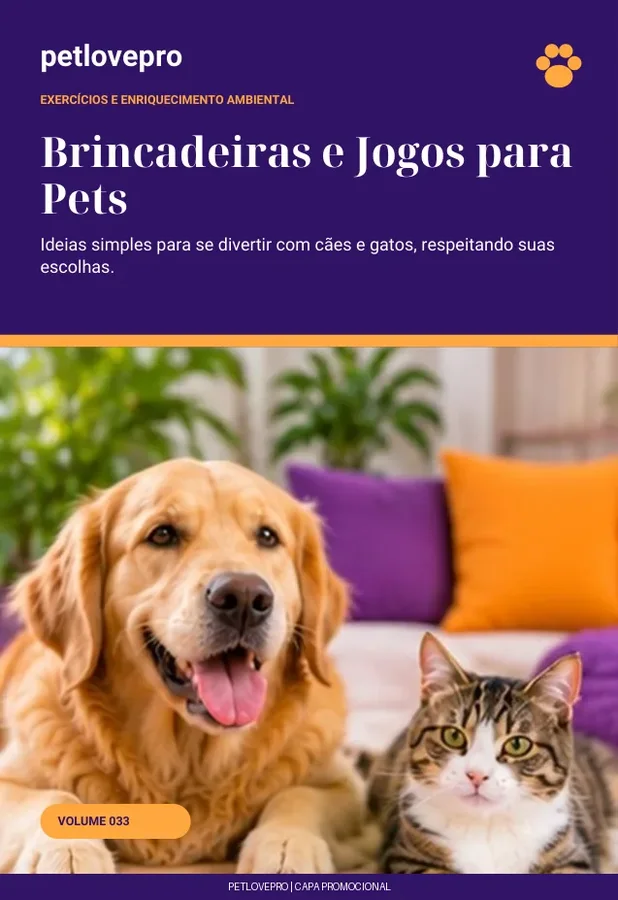 petlovepro
EXERCÍCIOS E ENRIQUECIMENTO AMBIENTAL
Brincadeiras e Jogos para
Pets
Ideias simples para se divertir com cães e gatos, respeitando suas
escolhas.
VOLUME 033
PETLOVEPRO | CAPA PROMOCIONAL